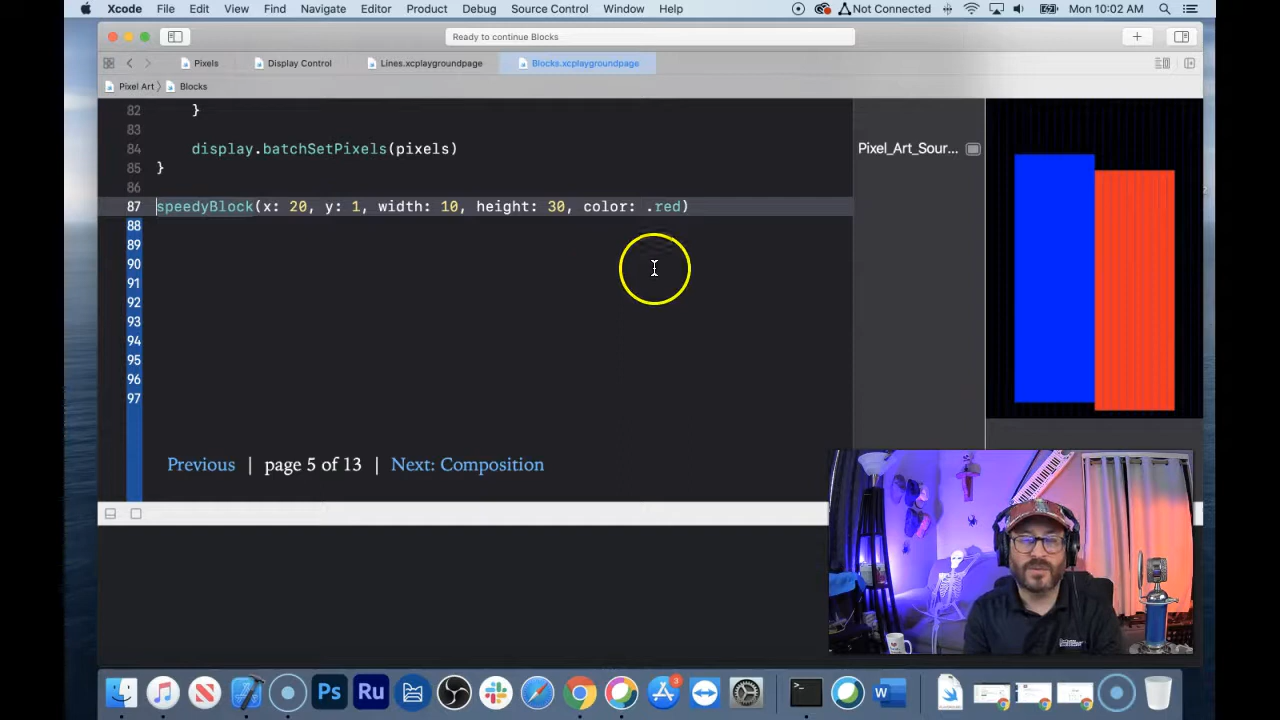 Xcode File Edit View Navigate Editor Product Debug Source Control Window Help Not Connected Mon 10:02 AM
Ready to continue Blocks
Pixels Display Control Lines.xcplaygroundpage Blocks.xcplaygroundpage
Pixel Art Blocks
82 }
83
84 display.batchSetPixels(pixels) Pixel_Art_Sour...
85 }
86
87 speedyBlock(x: 20, y: 1, width: 10, height: 30, color: .red)
88
89
90
91
92
93
94
95
96
97
Previous | page 5 of 13 | Next: Composition
Ps Ru 3 W